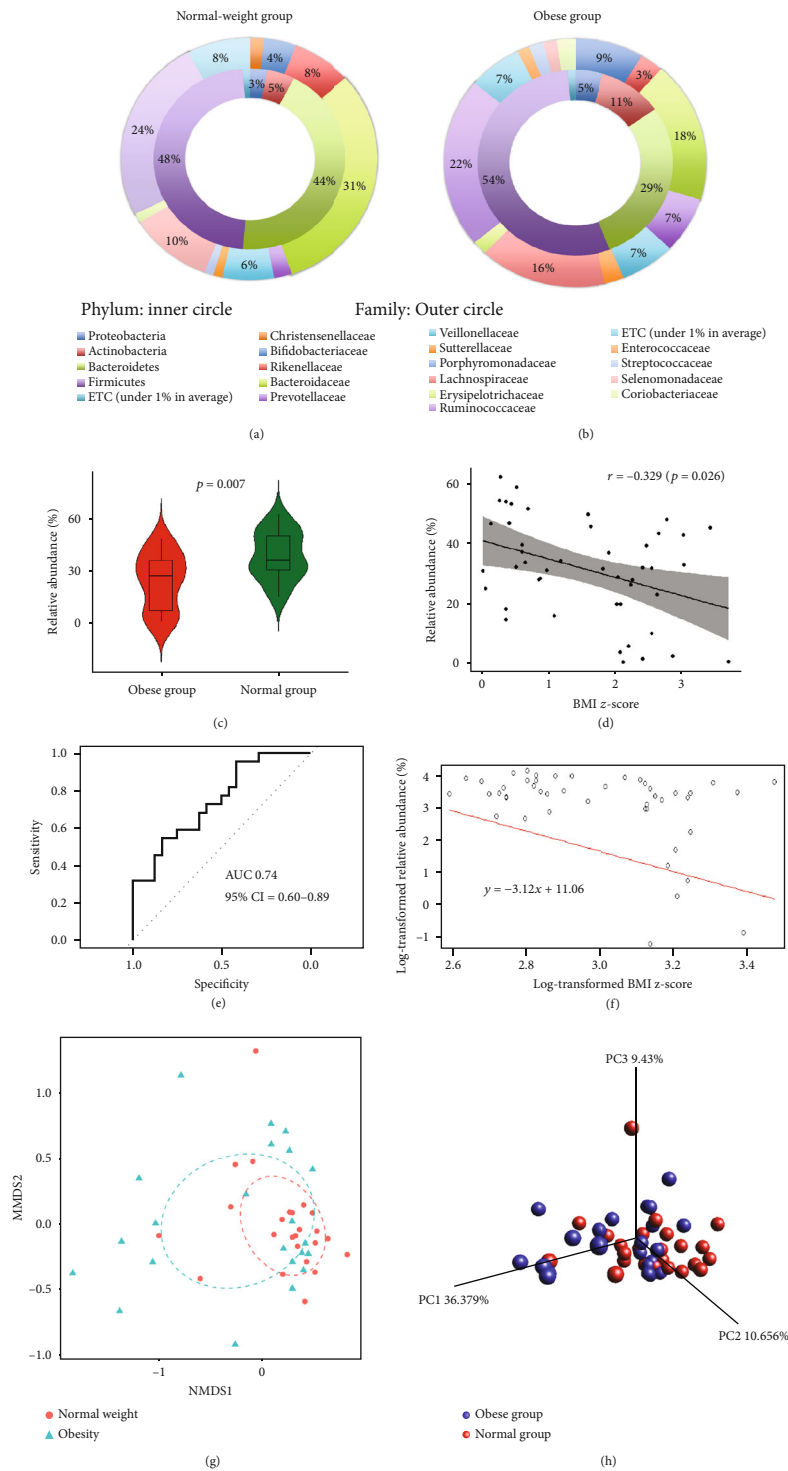 Normal-weight group
Obese group
8%
4%
8%
3%
5%
24%
48%
44%
31%
10%
6%
7%
9%
3%
5%
11%
18%
22%
54%
29%
7%
7%
16%
Phylum: inner circle
Family: Outer circle
Proteobacteria
Actinobacteria
Bacteroidetes
Firmicutes
ETC (under 1% in average)
Christensenellaceae
Bifidobacteriaceae
Rikenellaceae
Bacteroidaceae
Prevotellaceae
Veillonellaceae
Sutterellaceae
Porphyromonadaceae
Lachnospiraceae
Erysipelotrichaceae
Ruminococcaceae
ETC (under 1% in average)
Enterococcaceae
Streptococcaceae
Selenomonadaceae
Coriobacteriaceae
(a)
(b)
p = 0.007
Relative abundance (%)
60
30
0
Obese group
Normal group
(c)
r = −0.329 (p = 0.026)
Relative abundance (%)
60
40
20
0
0 1 2 3
BMI z-score
(d)
Sensitivity
1.0
0.8
0.6
0.4
0.2
0.0
AUC 0.74
95% CI = 0.60–0.89
1.0 0.5 0.0
Specificity
(e)
Log-transformed relative abundance (%)
4
3
2
1
0
−1
y = −3.12x + 11.06
2.6 2.8 3.0 3.2 3.4
Log-transformed BMI z-score
(f)
MMDS2
1.0
0.5
0.0
−0.5
−1.0
−1 0
NMDS1
Normal weight
Obesity
(g)
PC3 9.43%
PC1 36.379%
PC2 10.656%
Obese group
Normal group
(h)